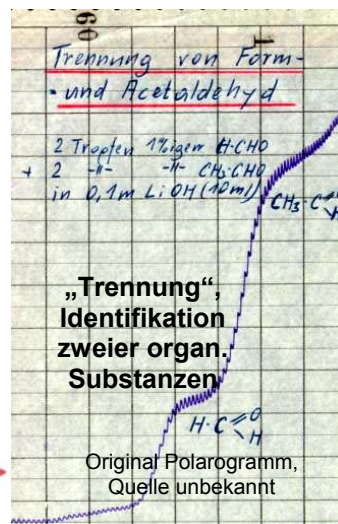 60
1
Trennung von Form-
und Acetaldehyd
2 Tropfen 1%igem H·CHO
+ 2 -"- -"- CH₃·CHO
in 0,1m LiOH (10ml)
CH₃·C
H
„Trennung“,
Identifikation
zweier organ.
Substanzen
H·C O
H
Original Polarogramm,
Quelle unbekannt